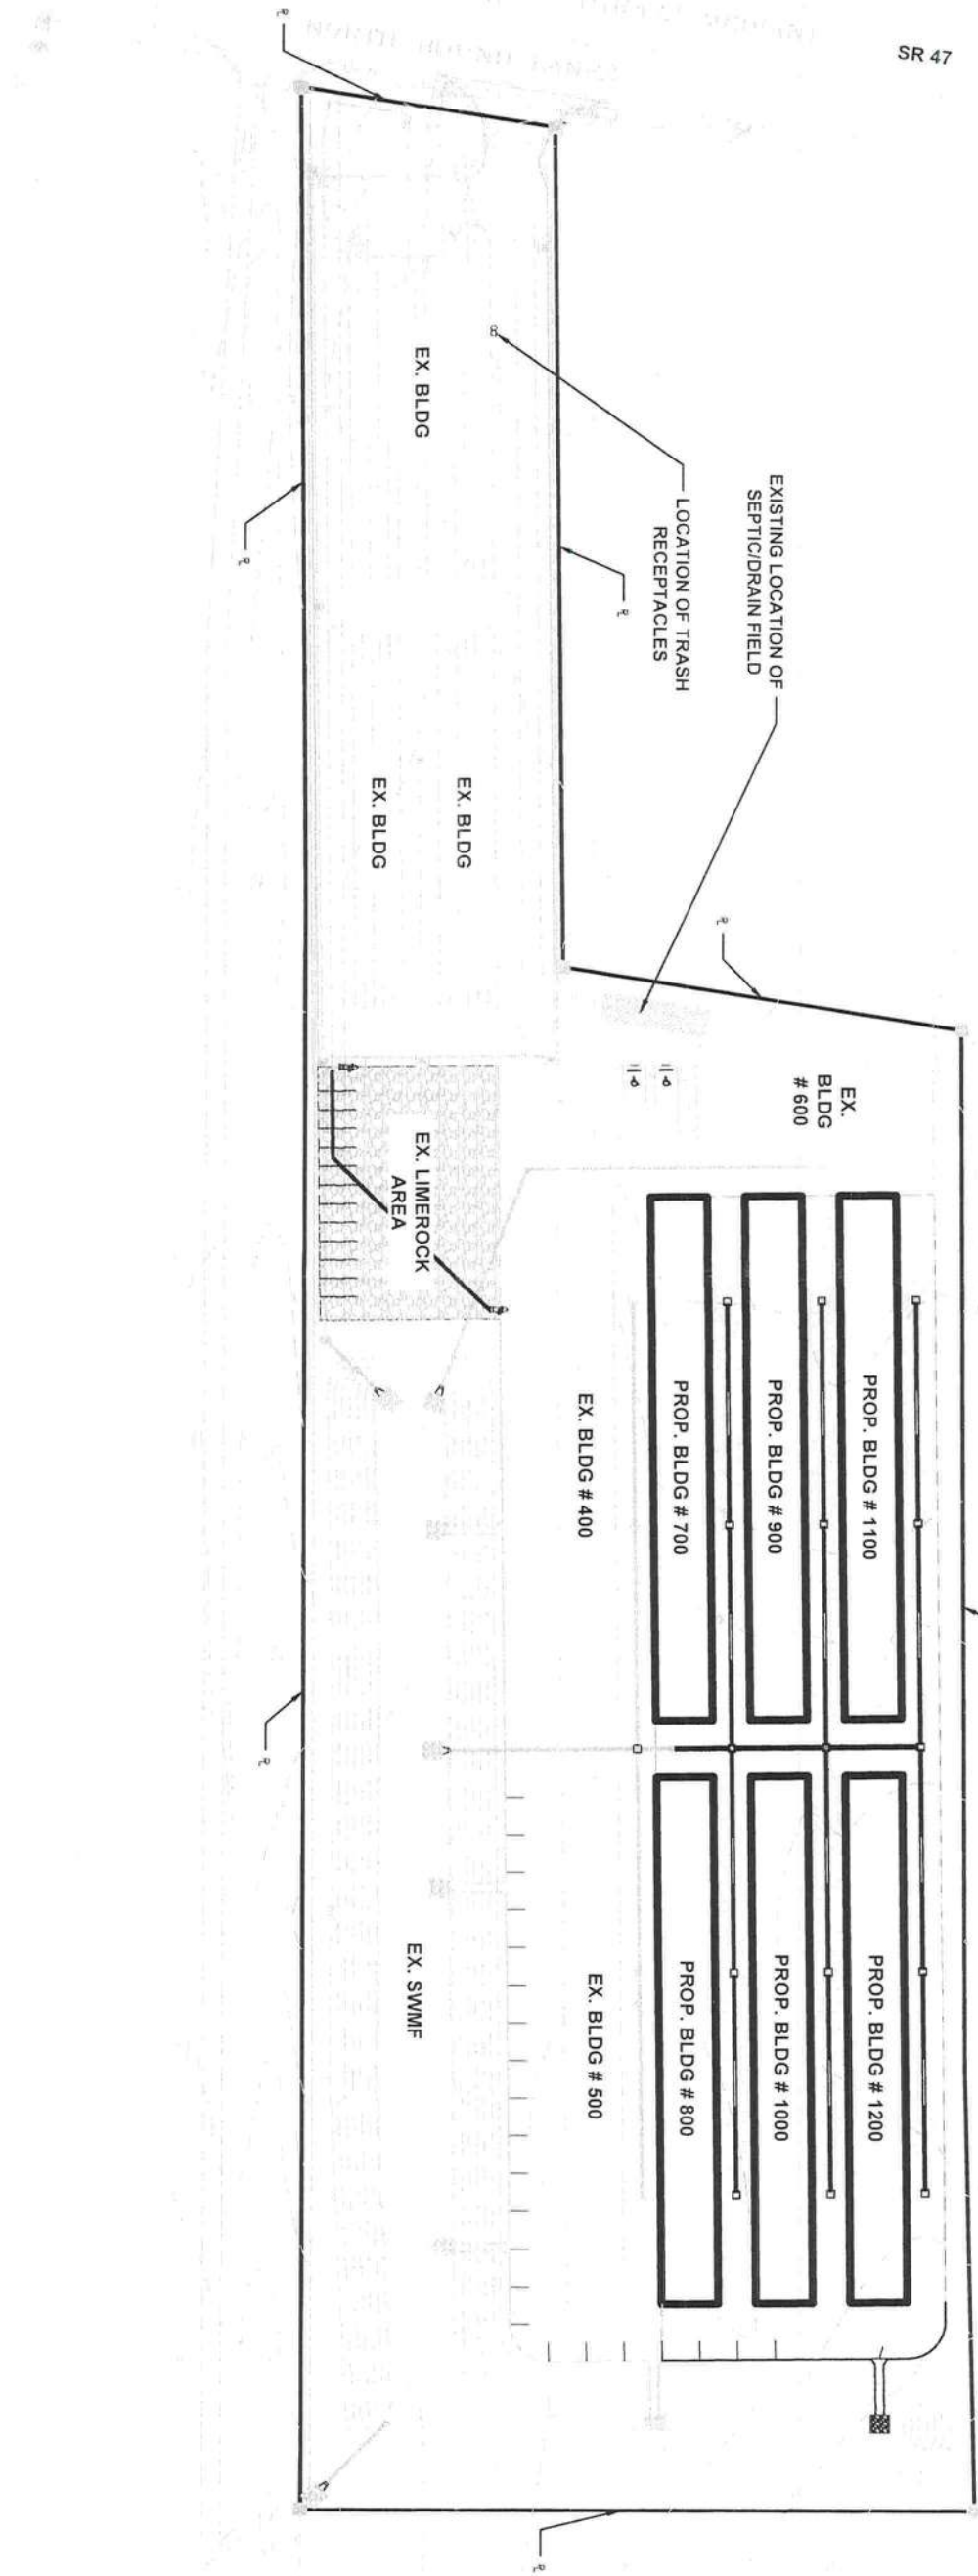 SR 47
EX. BLDG
LOCATION OF TRASH
RECEPTACLES
EXISTING LOCATION OF
SEPTIC/DRAIN FIELD
EX. BLDG
EX. BLDG
EX.
BLDG
# 600
EX. LIMEROCK
AREA
EX. BLDG # 400
PROP. BLDG # 700
PROP. BLDG # 900
PROP. BLDG # 1100
EX. SWMF
EX. BLDG # 500
PROP. BLDG # 800
PROP. BLDG # 1000
PROP. BLDG # 1200